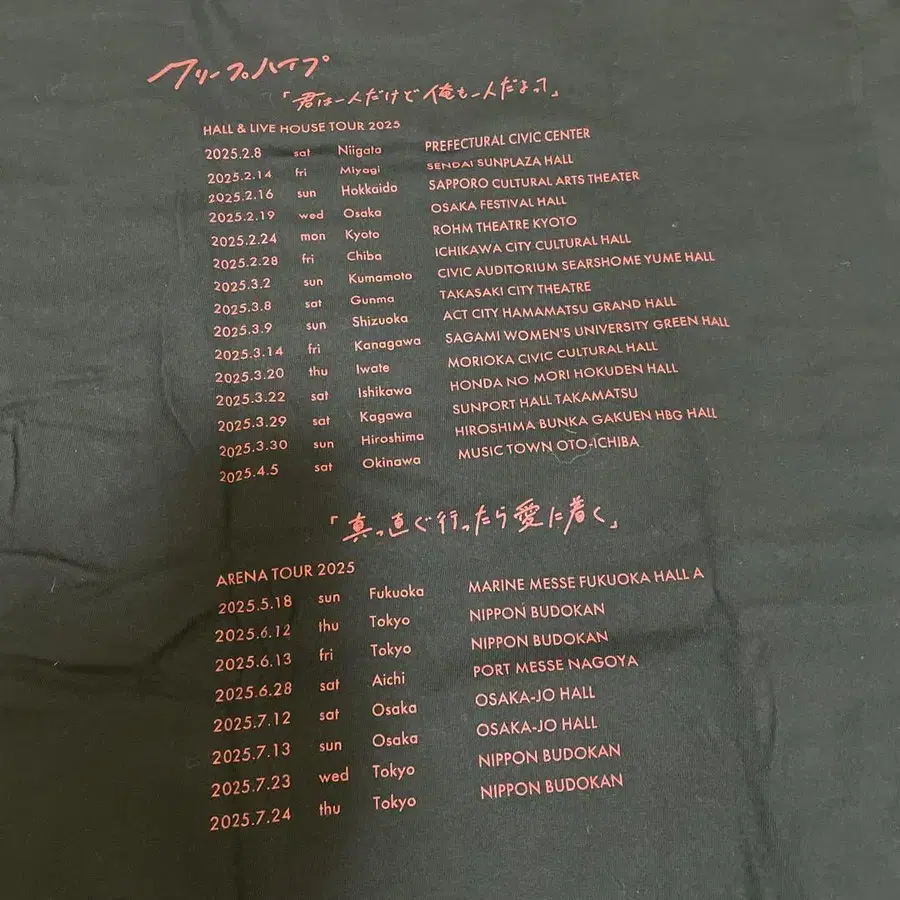 クリープハイプ
「君は一人だけど俺も一人だよって」
HALL & LIVE HOUSE TOUR 2025
2025.2.8 sat Niigata PREFECTURAL CIVIC CENTER
2025.2.14 fri Miyagi SENDAI SUNPLAZA HALL
2025.2.16 sun Hokkaido SAPPORO CULTURAL ARTS THEATER
2025.2.19 wed Osaka OSAKA FESTIVAL HALL
2025.2.24 mon Kyoto ROHM THEATRE KYOTO
2025.2.28 fri Chiba ICHIKAWA CITY CULTURAL HALL
2025.3.2 sun Kumamoto CIVIC AUDITORIUM SEARSHOME YUME HALL
2025.3.8 sat Gunma TAKASAKI CITY THEATRE
2025.3.9 sun Shizuoka ACT CITY HAMAMATSU GRAND HALL
2025.3.14 fri Kanagawa SAGAMI WOMEN'S UNIVERSITY GREEN HALL
2025.3.20 thu Iwate MORIOKA CIVIC CULTURAL HALL
2025.3.22 sat Ishikawa HONDA NO MORI HOKUDEN HALL
2025.3.29 sat Kagawa SUNPORT HALL TAKAMATSU
2025.3.30 sun Hiroshima HIROSHIMA BUNKA GAKUEN HBG HALL
2025.4.5 sat Okinawa MUSIC TOWN OTO-ICHIBA
「真っ直ぐ行ったら愛に着く」
ARENA TOUR 2025
2025.5.18 sun Fukuoka MARINE MESSE FUKUOKA HALL A
2025.6.12 thu Tokyo NIPPON BUDOKAN
2025.6.13 fri Tokyo NIPPON BUDOKAN
2025.6.28 sat Aichi PORT MESSE NAGOYA
2025.7.12 sat Osaka OSAKA-JO HALL
2025.7.13 sun Osaka OSAKA-JO HALL
2025.7.23 wed Tokyo NIPPON BUDOKAN
2025.7.24 thu Tokyo NIPPON BUDOKAN